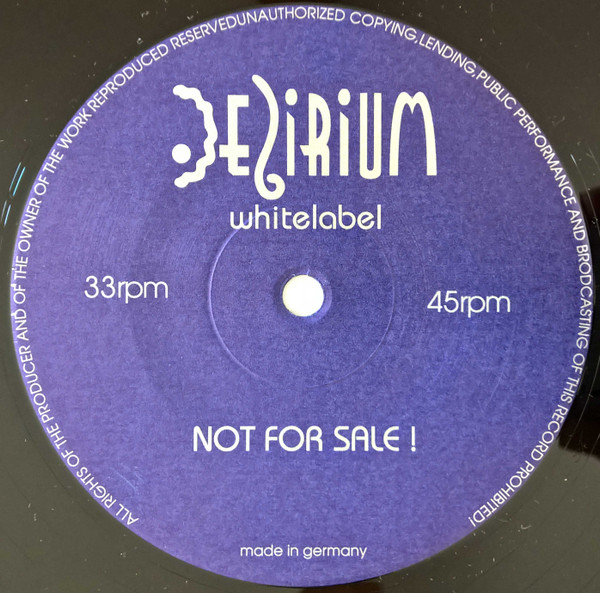 ALL RIGHTS OF THE PRODUCER AND OF THE OWNER OF THE WORK REPRODUCED RESERVEDUNAUTHORIZED COPYING,LENDING,PUBLIC PERFORMANCE AND BRODCASTING OF THIS RECORD PROHIBITED!
DELIRIUM
whitelabel
33rpm
45rpm
NOT FOR SALE !
made in germany